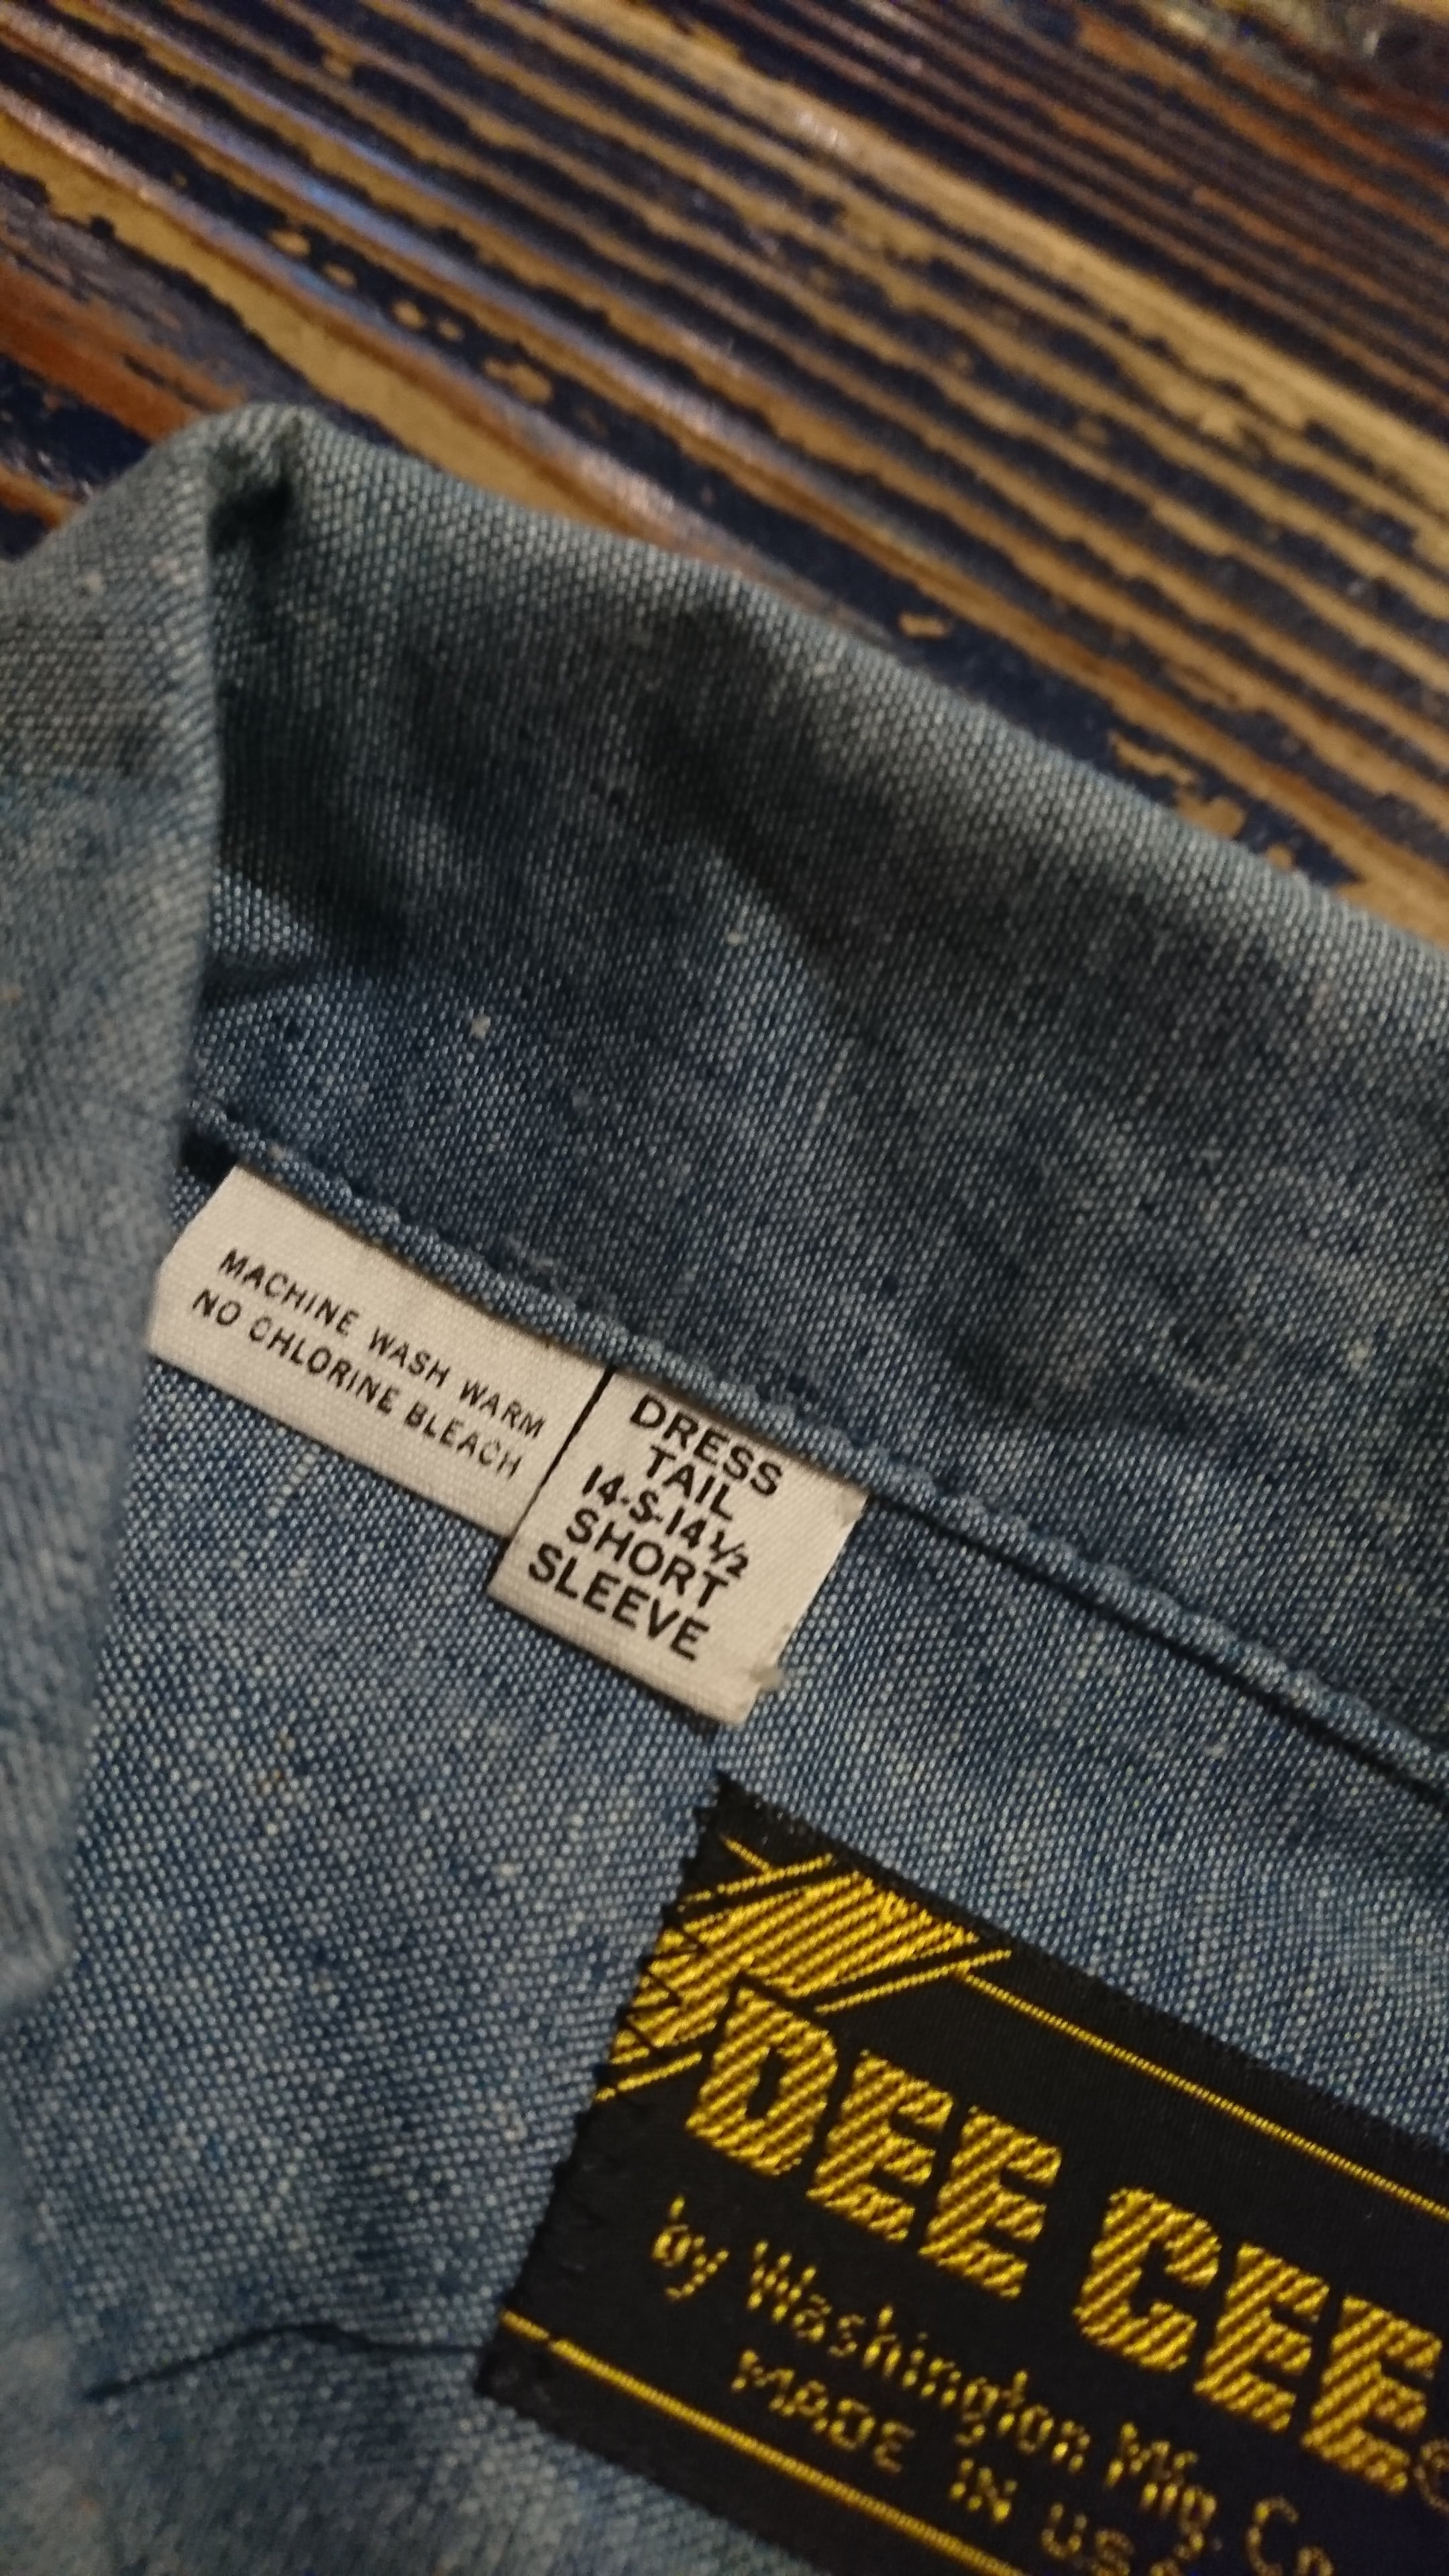 MACHINE WASH WARM
NO CHLORINE BLEACH
DRESS
TAIL
14-S-14½
SHORT
SLEEVE
DEE CEE®
by Washington Mfg. Co.
MADE IN U.S.A.